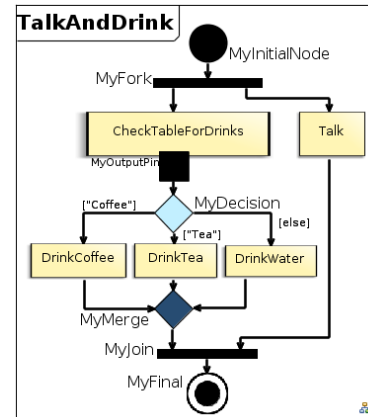 TalkAndDrink
MyInitialNode
MyFork
CheckTableForDrinks
Talk
MyOutputPin
MyDecision
["Coffee"]
["Tea"]
[else]
DrinkCoffee
DrinkTea
DrinkWater
MyMerge
MyJoin
MyFinal